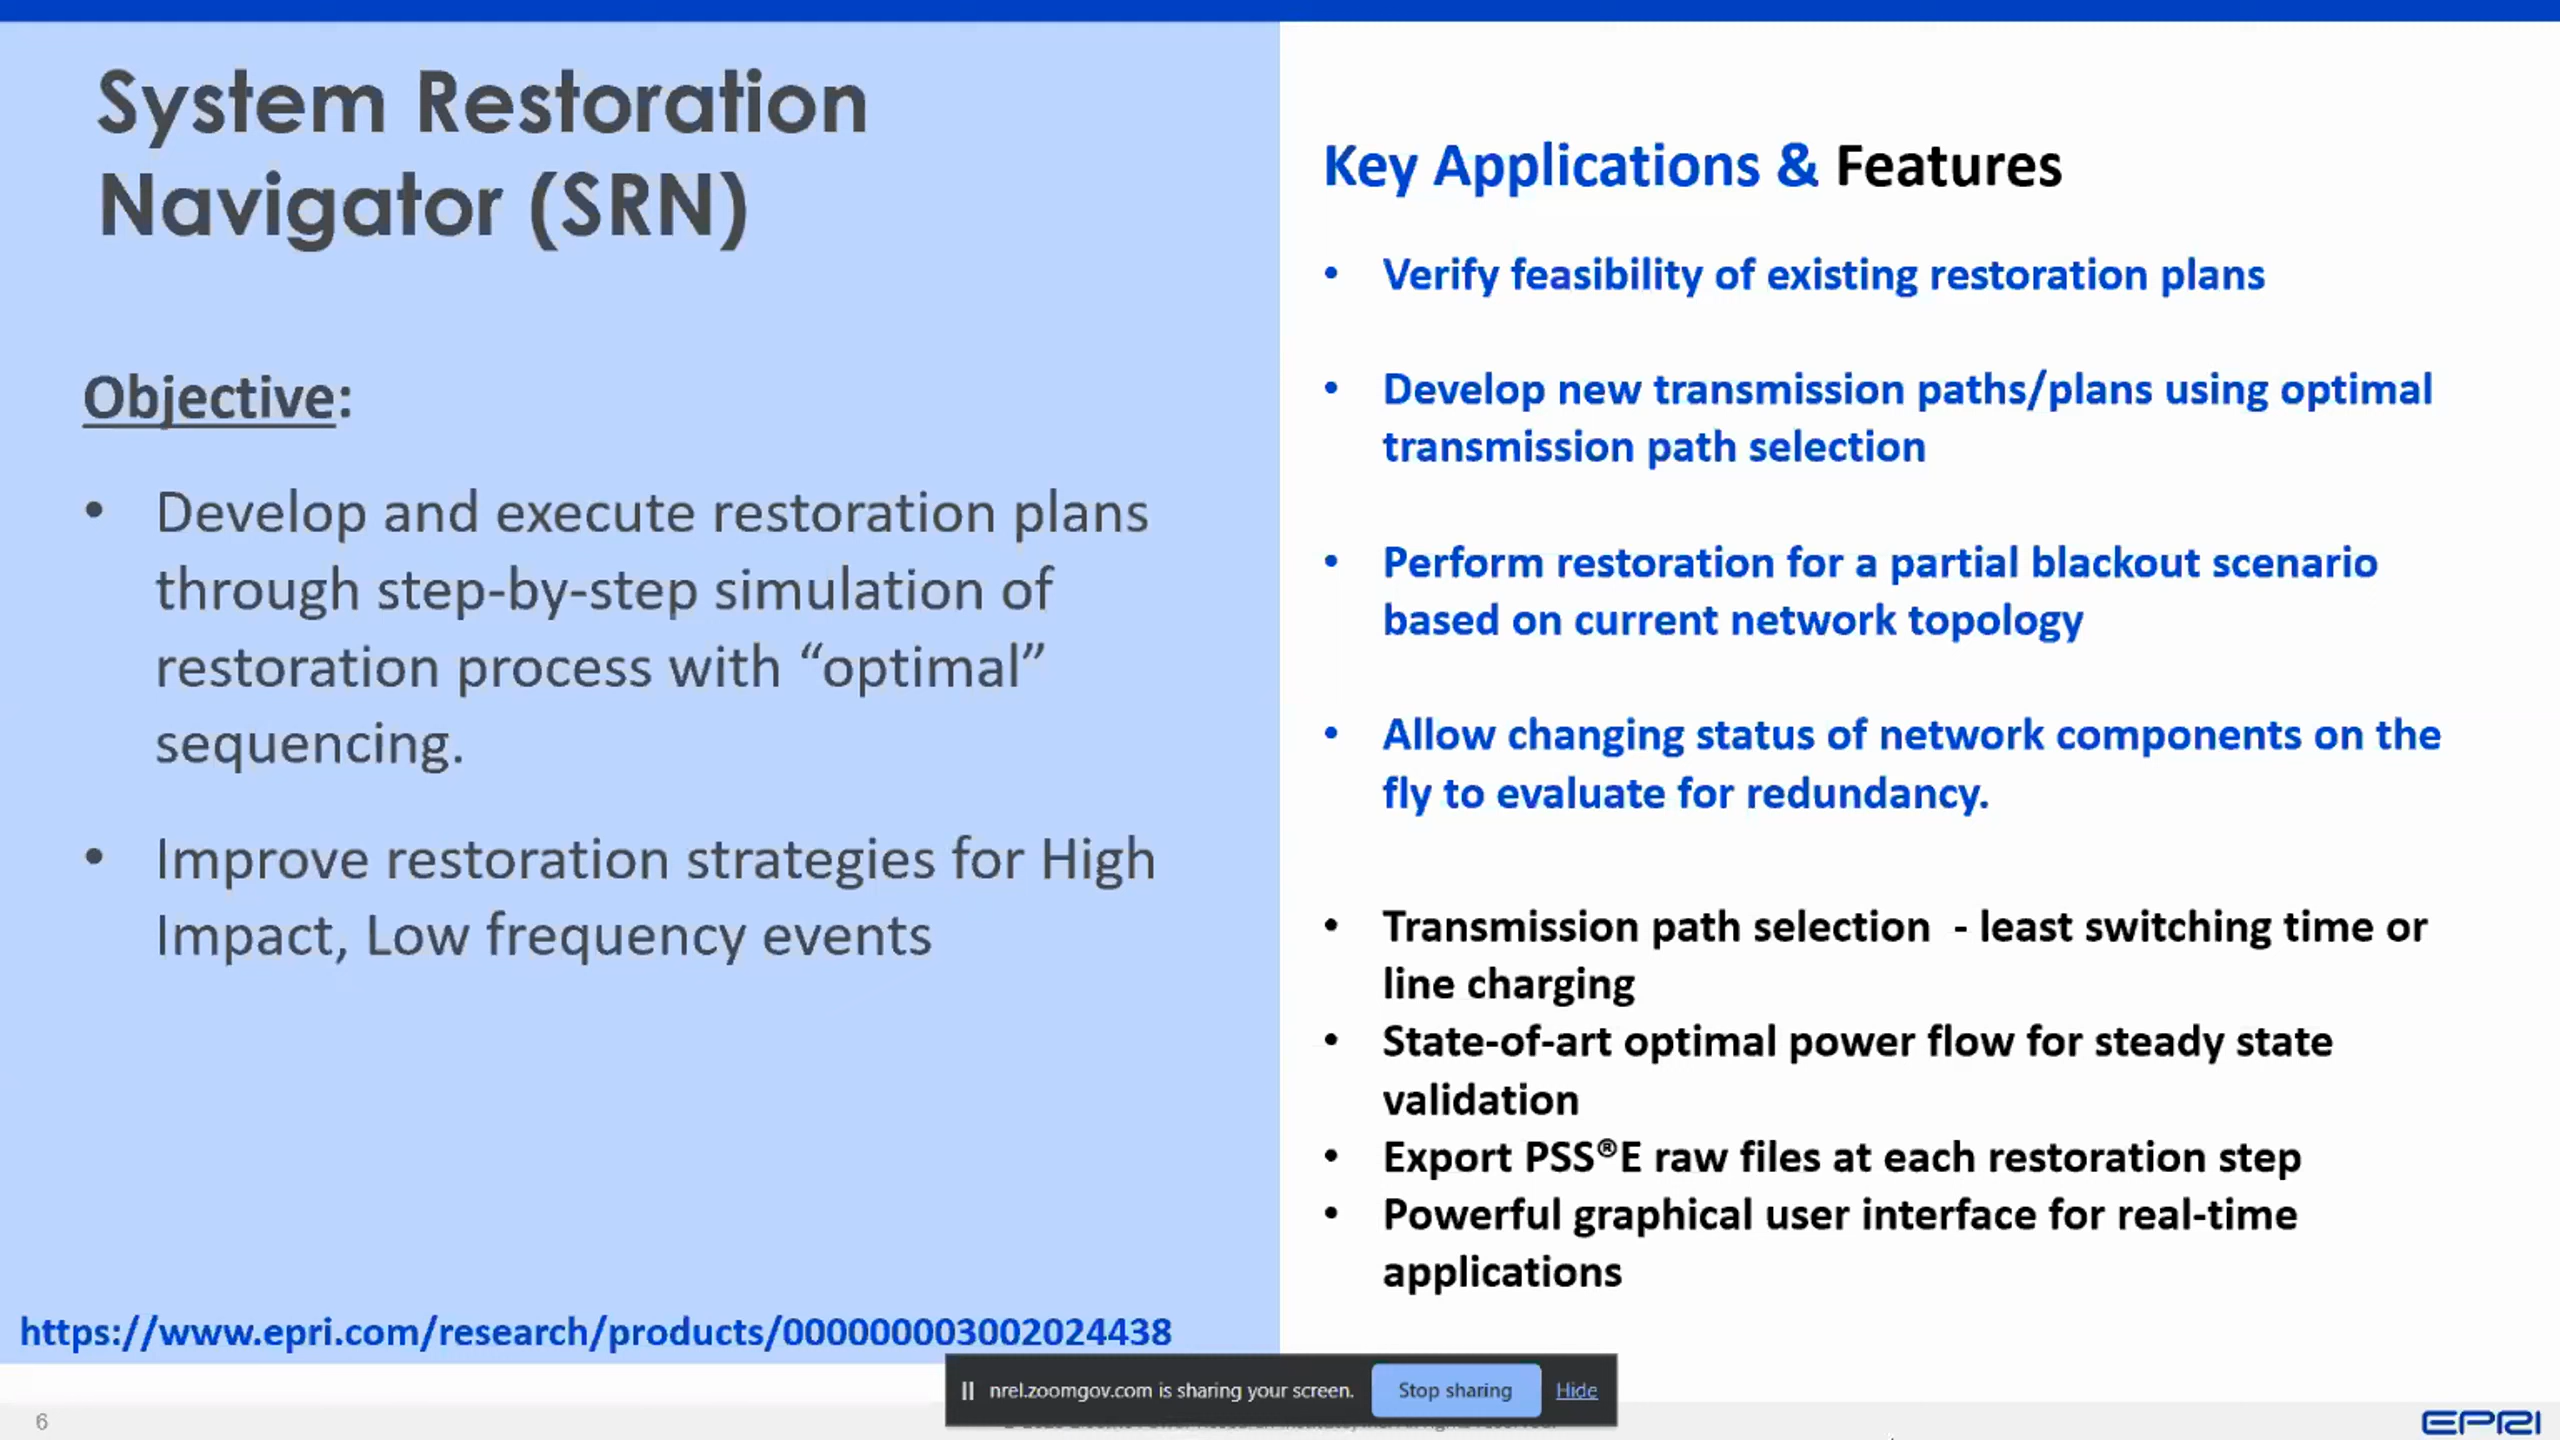 System Restoration
Navigator (SRN)
Objective:
• Develop and execute restoration plans
through step-by-step simulation of
restoration process with “optimal”
sequencing.
• Improve restoration strategies for High
Impact, Low frequency events
https://www.epri.com/research/products/000000003002024438
Key Applications & Features
• Verify feasibility of existing restoration plans
• Develop new transmission paths/plans using optimal
transmission path selection
• Perform restoration for a partial blackout scenario
based on current network topology
• Allow changing status of network components on the
fly to evaluate for redundancy.
• Transmission path selection - least switching time or
line charging
• State-of-art optimal power flow for steady state
validation
• Export PSS®E raw files at each restoration step
• Powerful graphical user interface for real-time
applications
nrel.zoomgov.com is sharing your screen. Stop sharing Hide
6
EPRI